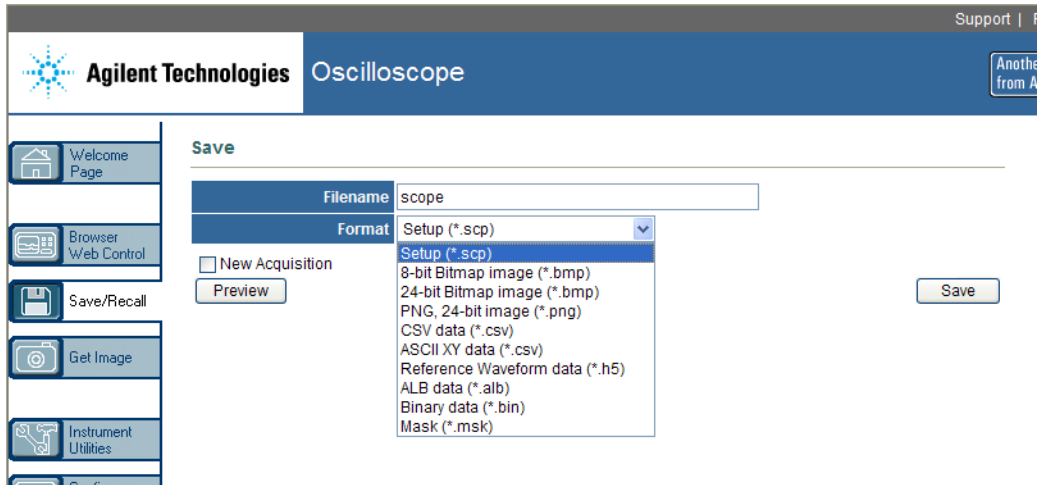 Support |
Agilent Technologies
Oscilloscope
from A
Welcome
Page
Browser
Web Control
Save/Recall
Get Image
Instrument
Utilities
Save
Filename scope
Format Setup (*.scp)
Setup (*.scp)
8-bit Bitmap image (*.bmp)
24-bit Bitmap image (*.bmp)
PNG, 24-bit image (*.png)
CSV data (*.csv)
ASCII XY data (*.csv)
Reference Waveform data (*.h5)
ALB data (*.alb)
Binary data (*.bin)
Mask (*.msk)
New Acquisition
Preview
Save